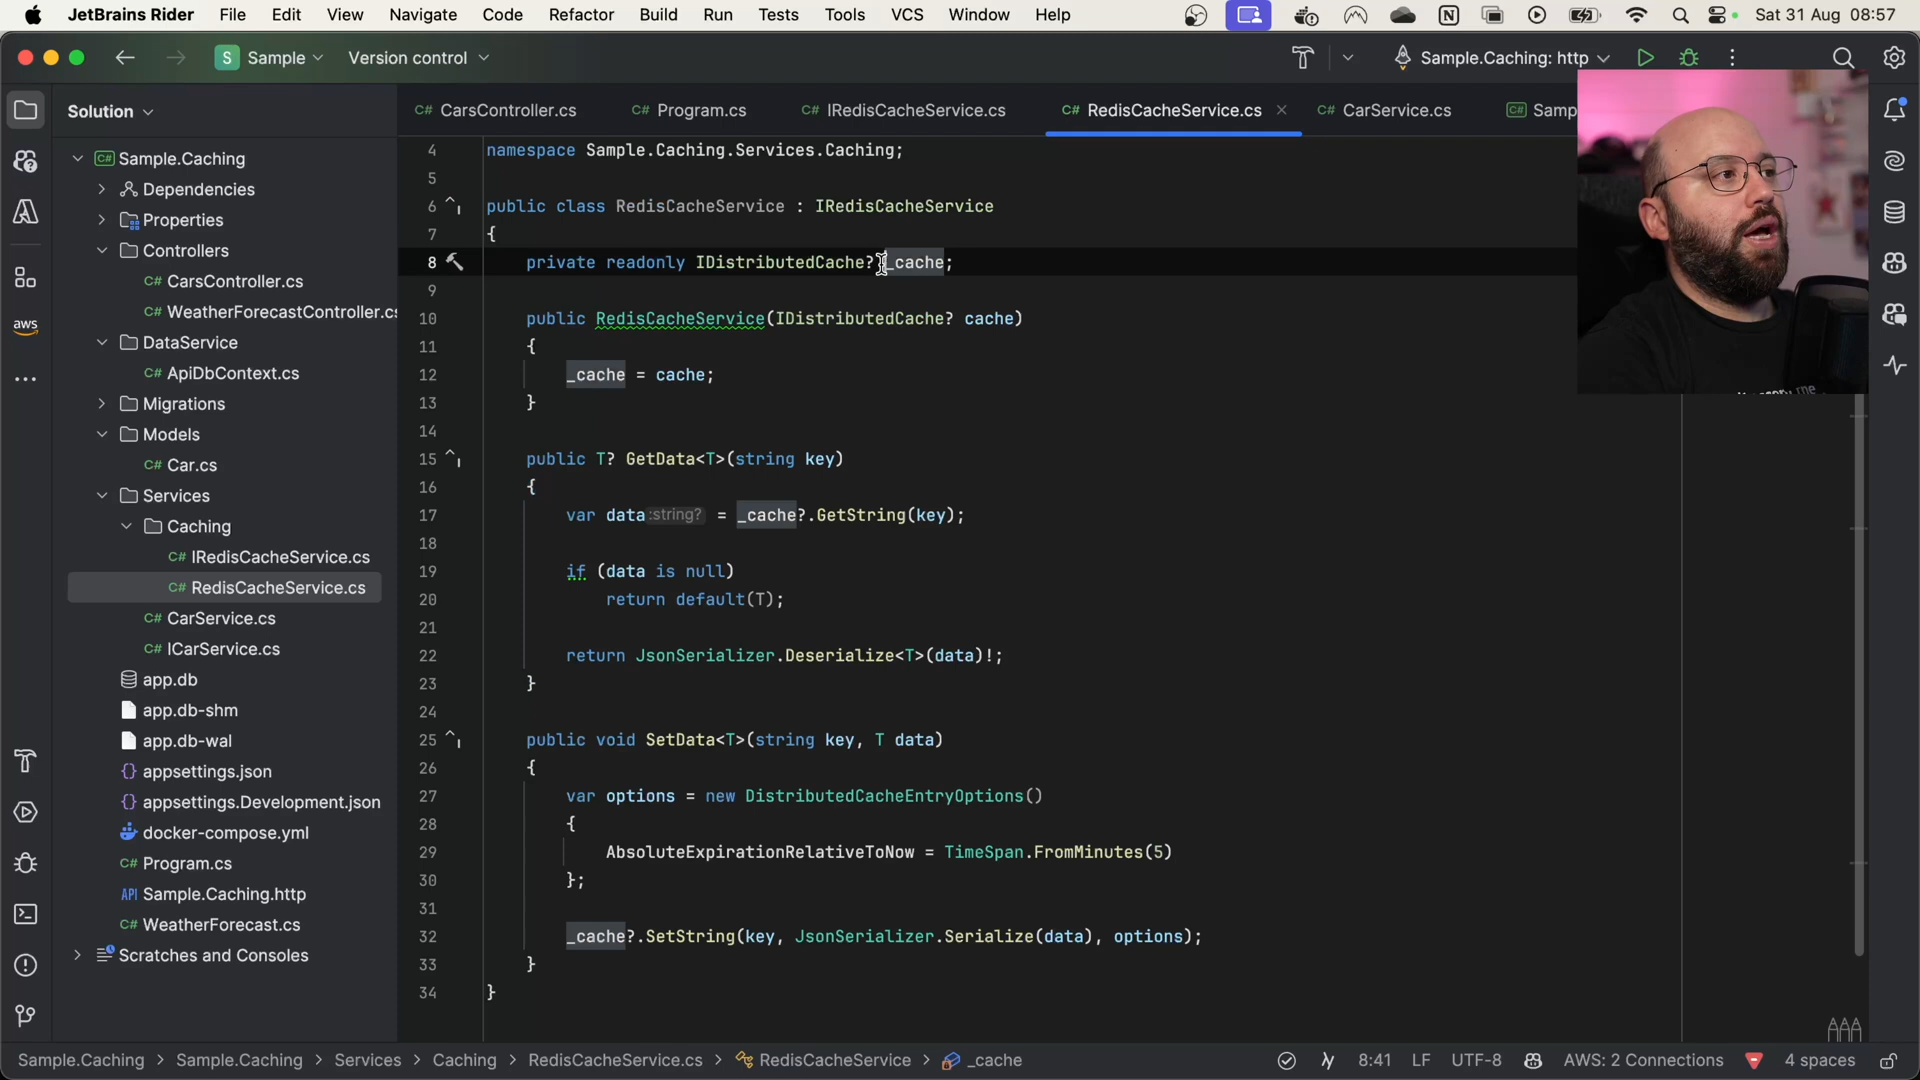 JetBrains Rider File Edit View Navigate Code Refactor Build Run Tests Tools VCS Window Help Sat 31 Aug 08:57
S Sample Version control Sample.Caching: http
Solution
C# CarsController.cs C# Program.cs C# IRedisCacheService.cs C# RedisCacheService.cs C# CarService.cs C# Samp
C# Sample.Caching
Dependencies
Properties
Controllers
C# CarsController.cs
C# WeatherForecastController.cs
DataService
C# ApiDbContext.cs
Migrations
Models
C# Car.cs
Services
Caching
C# IRedisCacheService.cs
C# RedisCacheService.cs
C# CarService.cs
C# ICarService.cs
app.db
app.db-shm
app.db-wal
{} appsettings.json
{} appsettings.Development.json
docker-compose.yml
C# Program.cs
API Sample.Caching.http
C# WeatherForecast.cs
Scratches and Consoles
aws
4 namespace Sample.Caching.Services.Caching;
5
6 public class RedisCacheService : IRedisCacheService
7 {
8 private readonly IDistributedCache? _cache;
9
10 public RedisCacheService(IDistributedCache? cache)
11 {
12 _cache = cache;
13 }
14
15 public T? GetData<T>(string key)
16 {
17 var data :string? = _cache?.GetString(key);
18
19 if (data is null)
20 return default(T);
21
22 return JsonSerializer.Deserialize<T>(data)!;
23 }
24
25 public void SetData<T>(string key, T data)
26 {
27 var options = new DistributedCacheEntryOptions()
28 {
29 AbsoluteExpirationRelativeToNow = TimeSpan.FromMinutes(5)
30 };
31
32 _cache?.SetString(key, JsonSerializer.Serialize(data), options);
33 }
34 }
Sample.Caching > Sample.Caching > Services > Caching > RedisCacheService.cs > RedisCacheService > _cache 8:41 LF UTF-8 AWS: 2 Connections 4 spaces